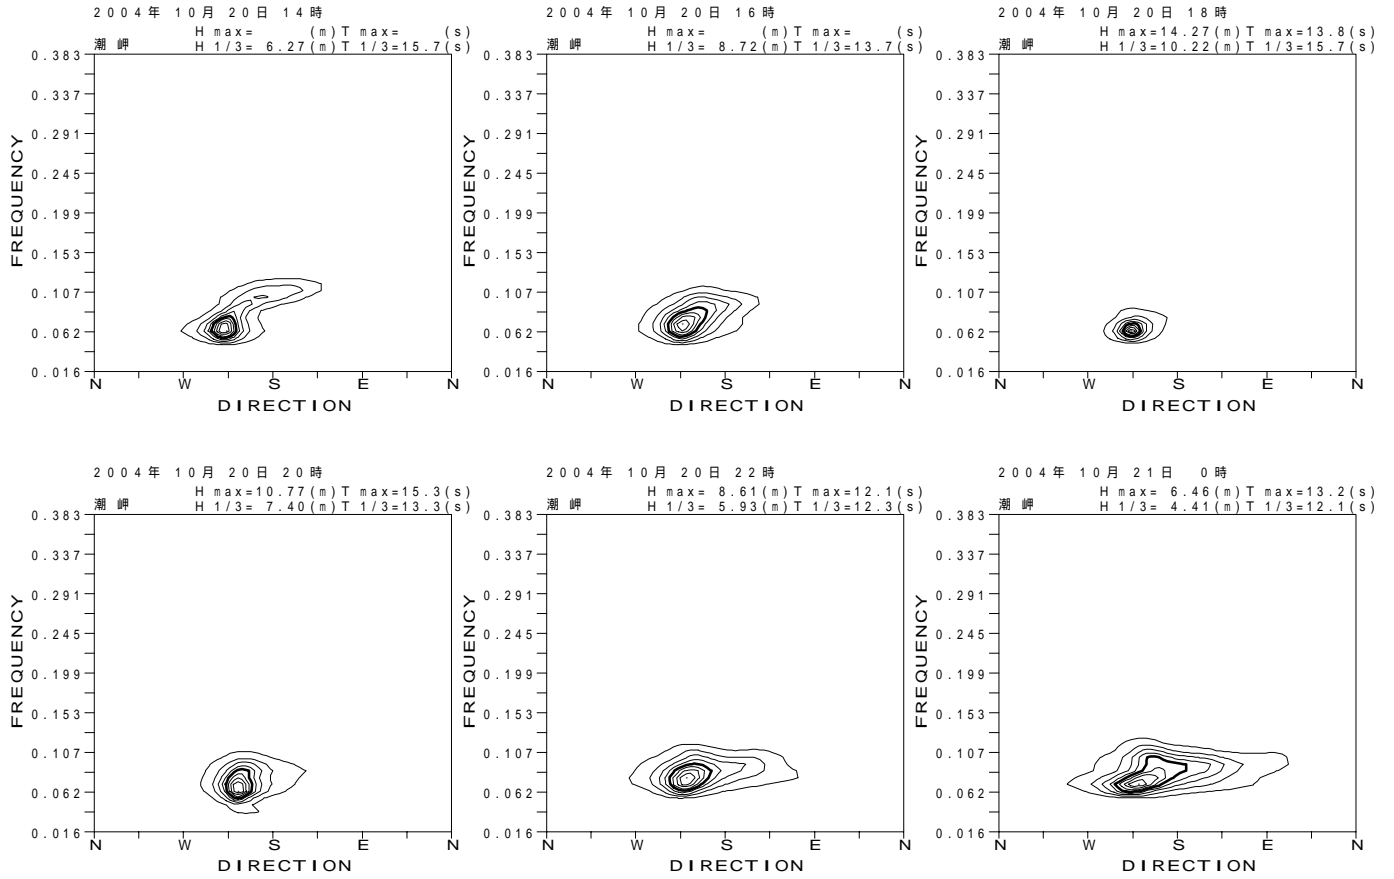 2004年 10月 20日 14時
H max= (m) T max= (s)
潮岬 H 1/3= 6.27(m) T 1/3=15.7(s)
0.383
0.337
0.291
0.245
0.199
0.153
0.107
0.062
0.016
FREQUENCY
N W S E N
DIRECTION
2004年 10月 20日 16時
H max= (m) T max= (s)
潮岬 H 1/3= 8.72(m) T 1/3=13.7(s)
0.383
0.337
0.291
0.245
0.199
0.153
0.107
0.062
0.016
FREQUENCY
N W S E N
DIRECTION
2004年 10月 20日 18時
H max=14.27(m) T max=13.8(s)
潮岬 H 1/3=10.22(m) T 1/3=15.7(s)
0.383
0.337
0.291
0.245
0.199
0.153
0.107
0.062
0.016
FREQUENCY
N W S E N
DIRECTION
2004年 10月 20日 20時
H max=10.77(m) T max=15.3(s)
潮岬 H 1/3= 7.40(m) T 1/3=13.3(s)
0.383
0.337
0.291
0.245
0.199
0.153
0.107
0.062
0.016
FREQUENCY
N W S E N
DIRECTION
2004年 10月 20日 22時
H max= 8.61(m) T max=12.1(s)
潮岬 H 1/3= 5.93(m) T 1/3=12.3(s)
0.383
0.337
0.291
0.245
0.199
0.153
0.107
0.062
0.016
FREQUENCY
N W S E N
DIRECTION
2004年 10月 21日 0時
H max= 6.46(m) T max=13.2(s)
潮岬 H 1/3= 4.41(m) T 1/3=12.1(s)
0.383
0.337
0.291
0.245
0.199
0.153
0.107
0.062
0.016
FREQUENCY
N W S E N
DIRECTION